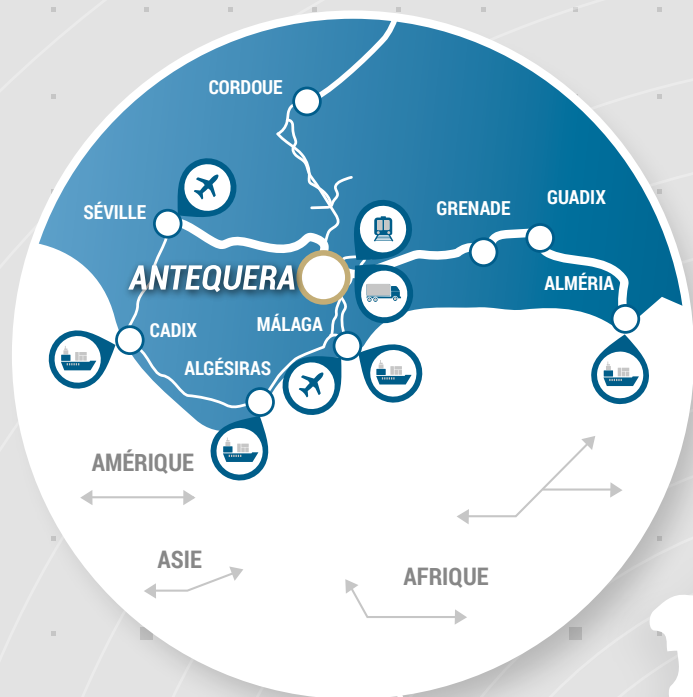 CORDOUE
SÉVILLE
GRENADE
GUADIX
ANTEQUERA
ALMÉRIA
CADIX
MÁLAGA
ALGÉSIRAS
AMÉRIQUE
ASIE
AFRIQUE